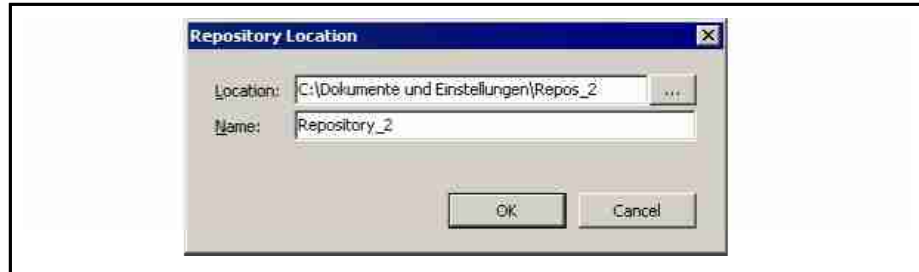 Repository Location
Location: C:\Dokumente und Einstellungen\Repos_2 ...
Name: Repository_2
OK Cancel